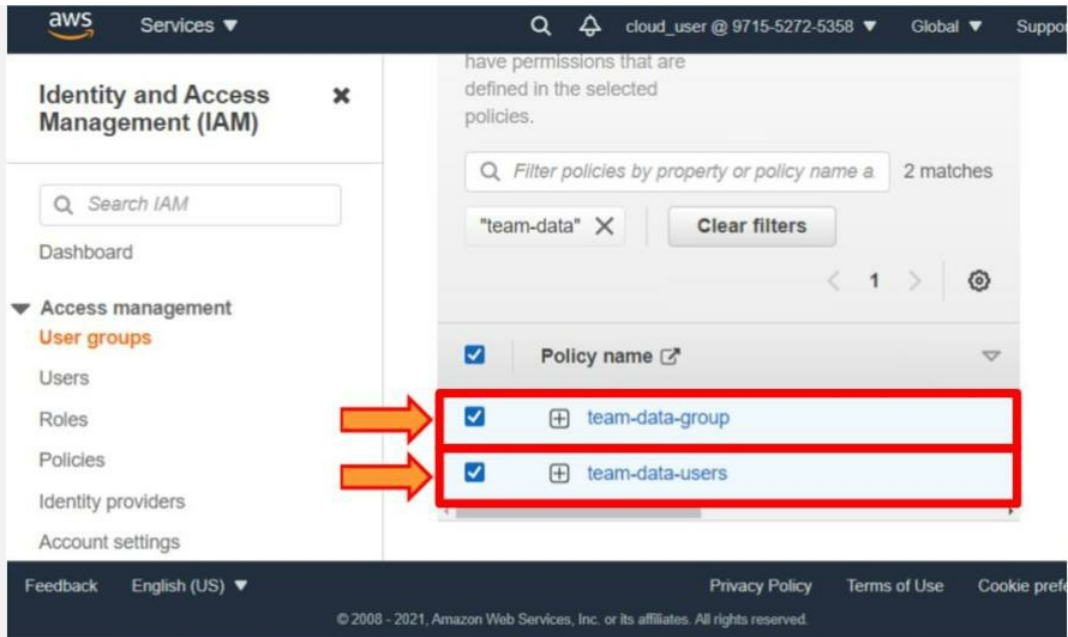 aws Services cloud_user @ 9715-5272-5358 Global
Identity and Access
Management (IAM)
Search IAM
Dashboard
Access management
User groups
Users
Roles
Policies
Identity providers
Account settings
have permissions that are
defined in the selected
policies.
Filter policies by property or policy name a 2 matches
"team-data" Clear filters
1
Policy name
team-data-group
team-data-users
Feedback English (US) Privacy Policy Terms of Use Cookie
© 2008 - 2021, Amazon Web Services, Inc. or its affiliates. All rights reserved.